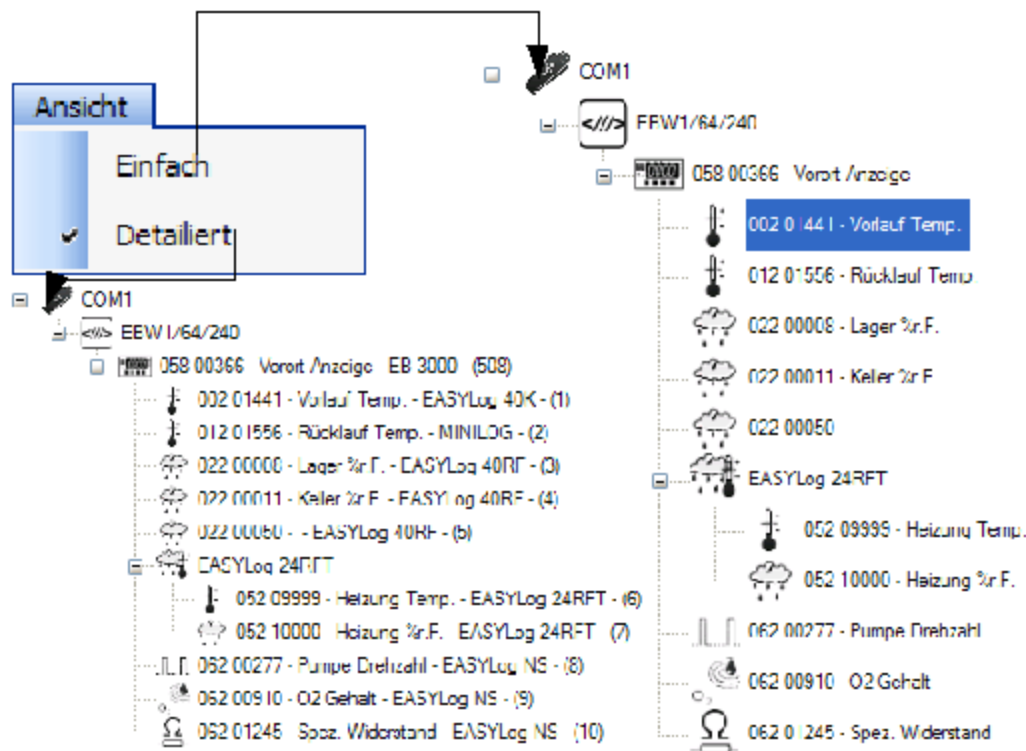 Ansicht
Einfach
Detailiert
COM1
EEW1/64/240
058 00366 Vorort Anzeige EB 3000 (508)
002 01441 - Vorlauf Temp. - EASYLog 40K - (1)
012 01556 - Rücklauf Temp. - MINILOG - (2)
022 00008 - Lager %r.F. - EASYLog 40RF - (3)
022 00011 - Keller %r.F. - EASYLog 40RF - (4)
022 00050 - - EASYLog 40RF - (5)
EASYLog 24RFT
052 09999 - Heizung Temp. - EASYLog 24RFT - (6)
052 10000 Heizung %r.F. EASYLog 24RFT (7)
062 00277 - Pumpe Drehzahl - EASYLog NS - (8)
062 00910 - O2 Gehalt - EASYLog NS - (9)
062 01245 - Spez. Widerstand EASYLog NS (10)
COM1
EEW1/64/240
058 00366 Vorort Anzeige
002 01441 - Vorlauf Temp.
012 01556 - Rücklauf Temp
022 00008 - Lager %r.F.
022 00011 - Keller %r.F
022 00050
EASYLog 24RFT
052 09999 - Heizung Temp.
052 10000 - Heizung %r.F.
062 00277 - Pumpe Drehzahl
062 00910 O2 Gehalt
062 01245 - Spez. Widerstand